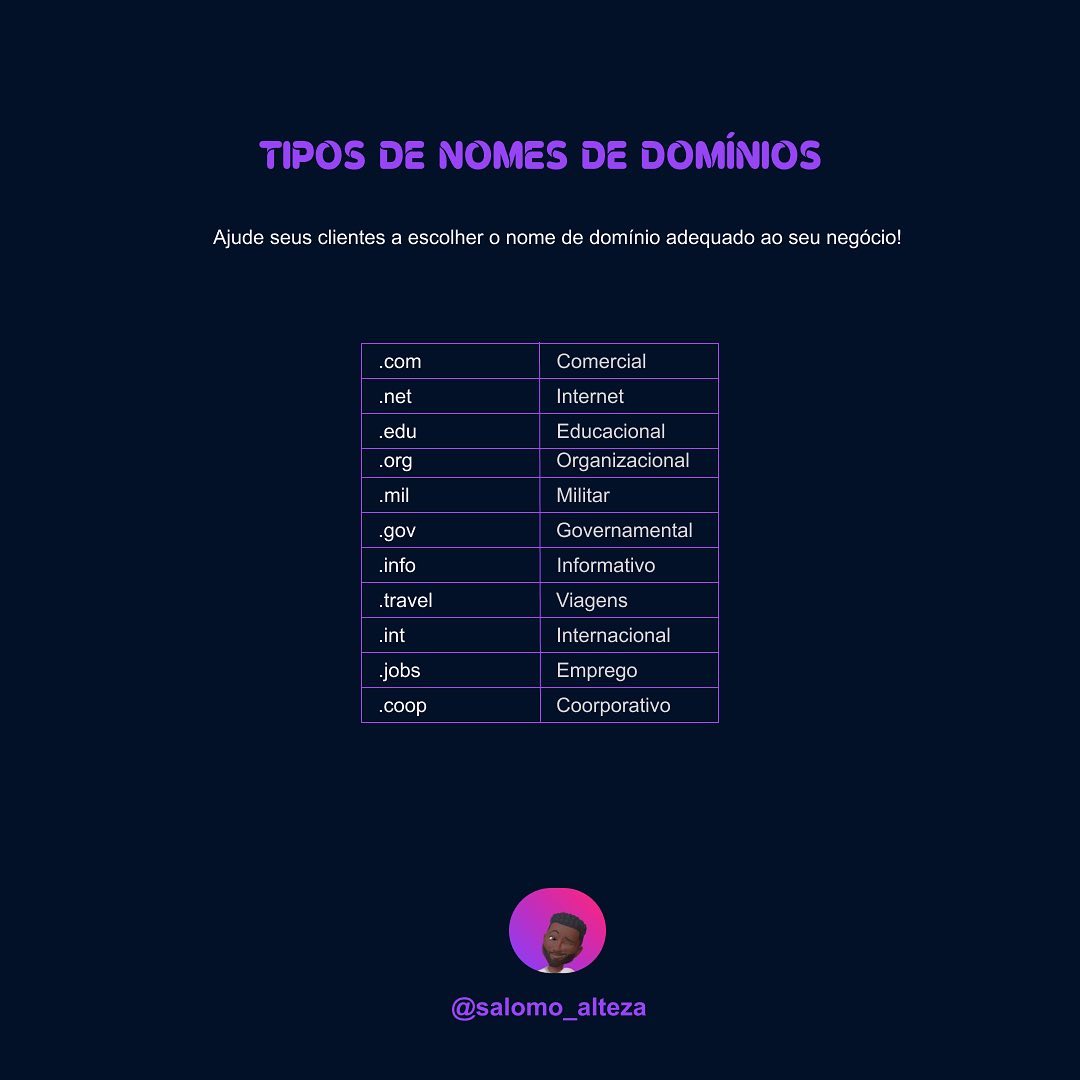 TIPOS DE NOMES DE DOMÍNIOS
Ajude seus clientes a escolher o nome de domínio adequado ao seu negócio!
.com Comercial
.net Internet
.edu Educacional
.org Organizacional
.mil Militar
.gov Governamental
.info Informativo
.travel Viagens
.int Internacional
.jobs Emprego
.coop Coorporativo
@salomo_alteza